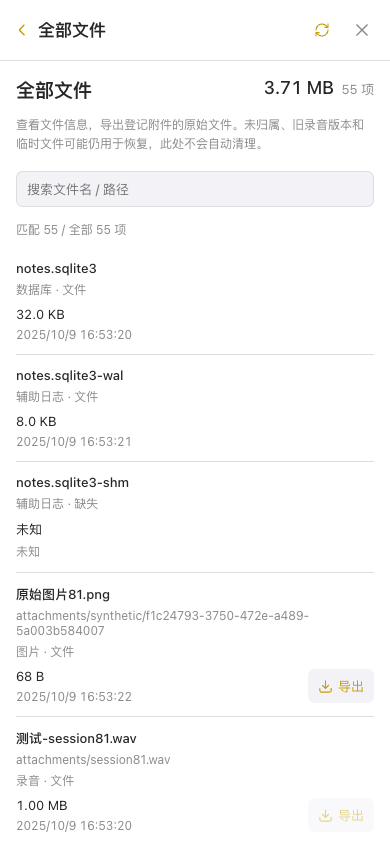 全部文件
全部文件
3.71 MB 55 项
查看文件信息，导出登记附件的原始文件。未归属、旧录音版本和
临时文件可能仍用于恢复，此处不会自动清理。
搜索文件名 / 路径
匹配 55 / 全部 55 项
notes.sqlite3
数据库 · 文件
32.0 KB
2025/10/9 16:53:20
notes.sqlite3-wal
辅助日志 · 文件
8.0 KB
2025/10/9 16:53:21
notes.sqlite3-shm
辅助日志 · 缺失
未知
未知
原始图片81.png
attachments/synthetic/f1c24793-3750-472e-a489-
5a003b584007
图片 · 文件
68 B
2025/10/9 16:53:22
导出
测试-session81.wav
attachments/session81.wav
录音 · 文件
1.00 MB
2025/10/9 16:53:20
导出